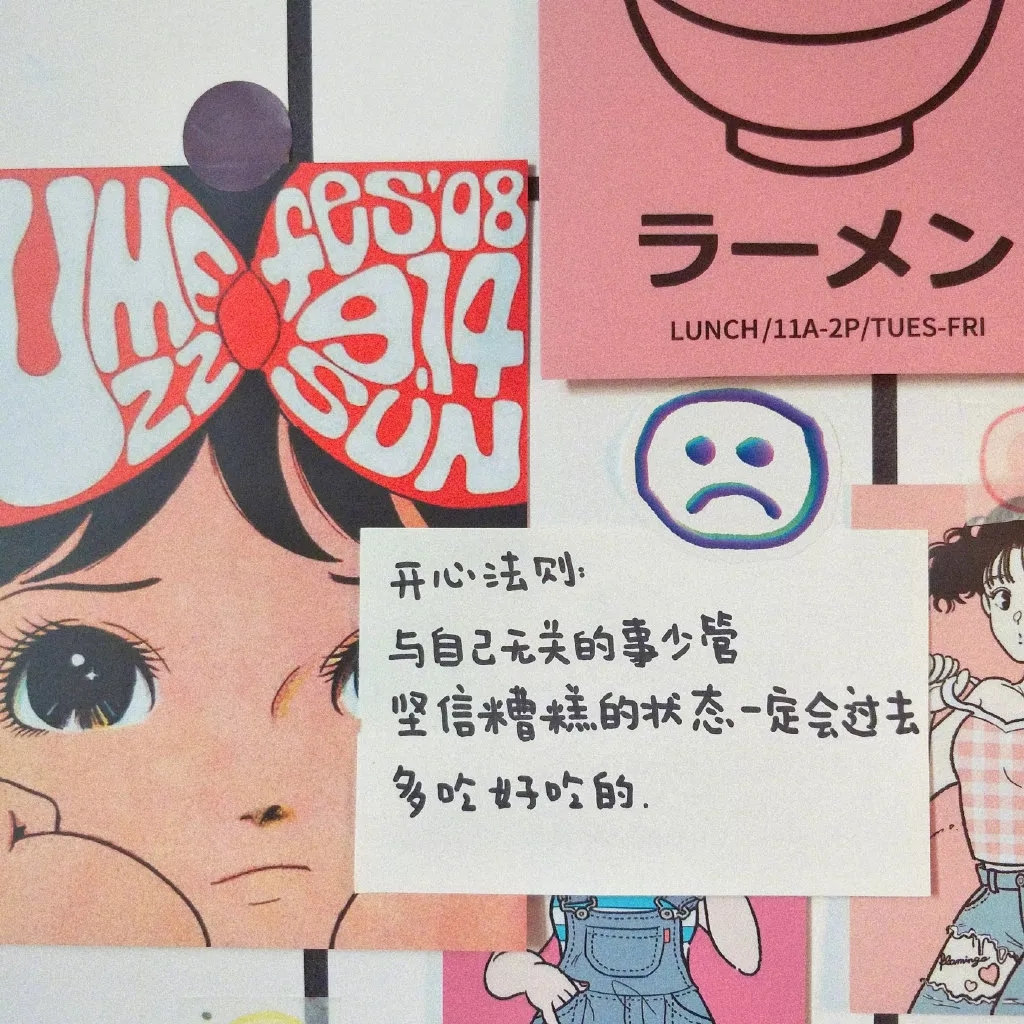 UMEZZ
fes'08
9.14
SUN
ラーメン
LUNCH/11A-2P/TUES-FRI
开心法则:
与自己无关的事少管
坚信糟糕的状态一定会过去
多吃好吃的.
flamingo